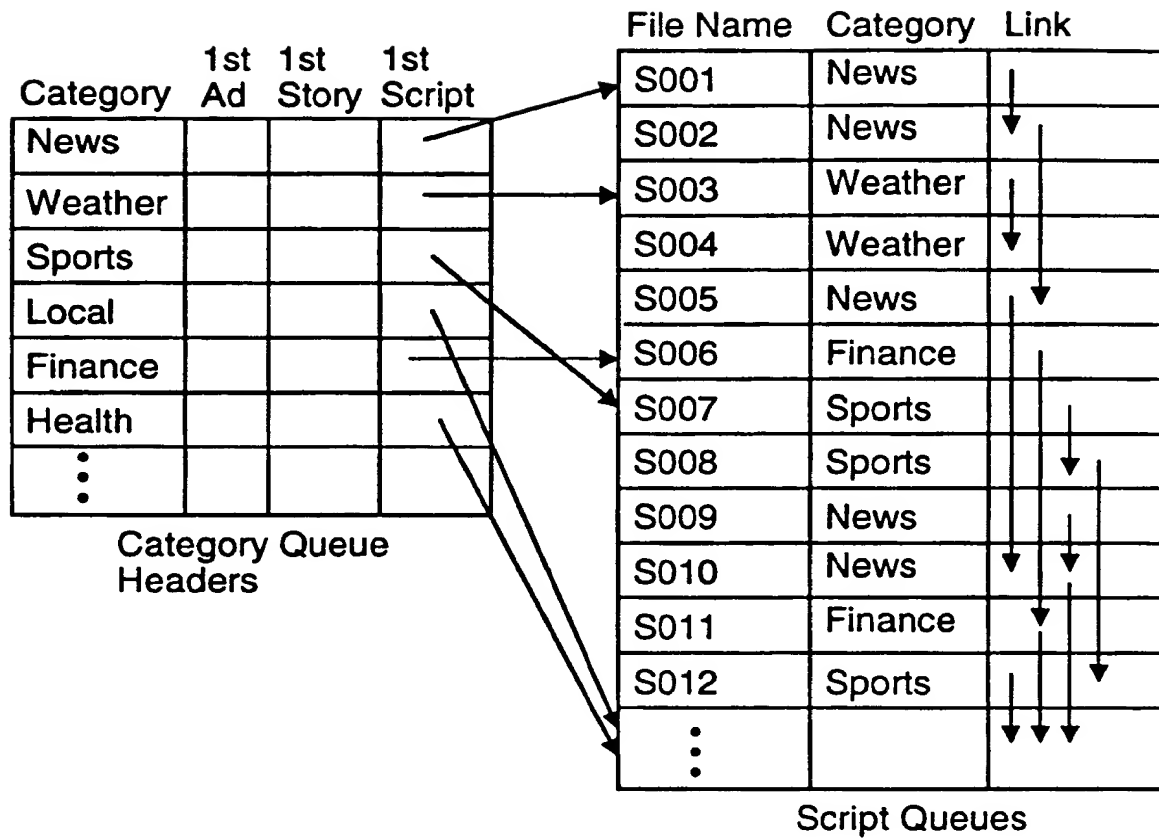 1st 1st 1st
Category Ad Story Script
News
Weather
Sports
Local
Finance
Health
Category Queue
Headers
File Name Category Link
S001 News
S002 News
S003 Weather
S004 Weather
S005 News
S006 Finance
S007 Sports
S008 Sports
S009 News
S010 News
S011 Finance
S012 Sports
Script Queues